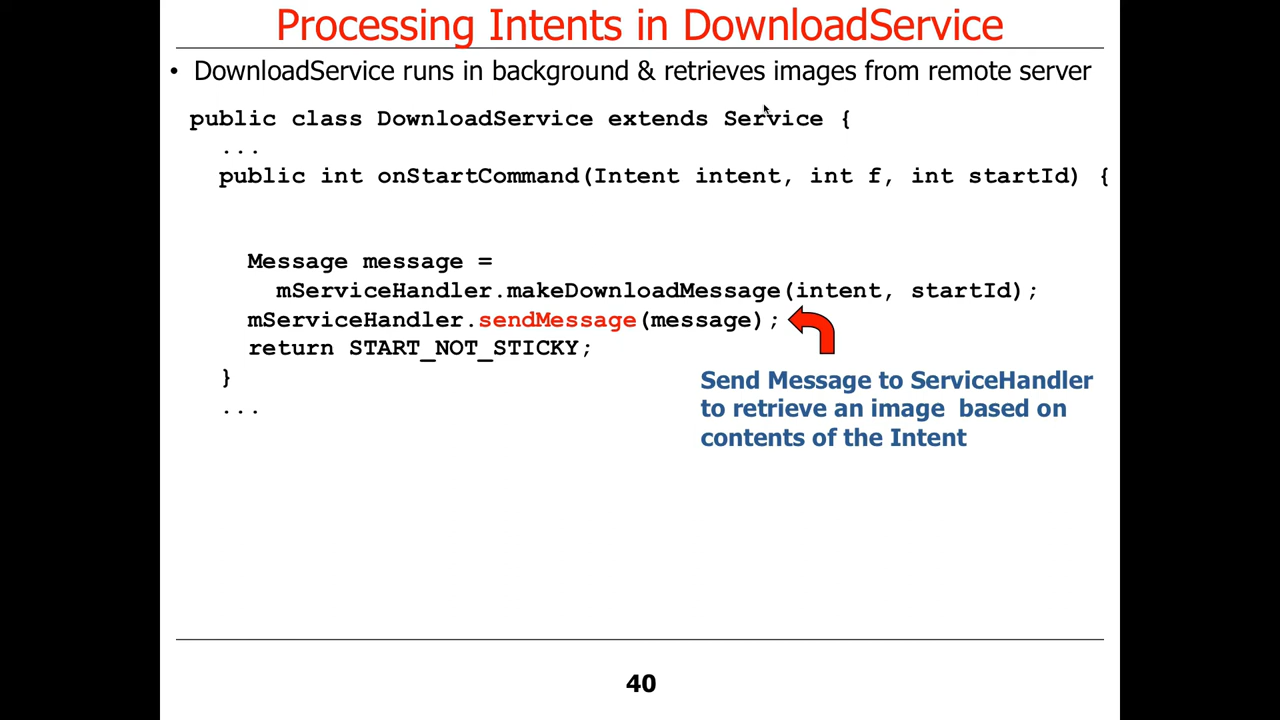 Processing Intents in DownloadService
• DownloadService runs in background & retrieves images from remote server
public class DownloadService extends Service {
...
public int onStartCommand(Intent intent, int f, int startId) {
Message message =
mServiceHandler.makeDownloadMessage(intent, startId);
mServiceHandler.sendMessage(message);
return START_NOT_STICKY;
}
...
Send Message to ServiceHandler
to retrieve an image based on
contents of the Intent
40